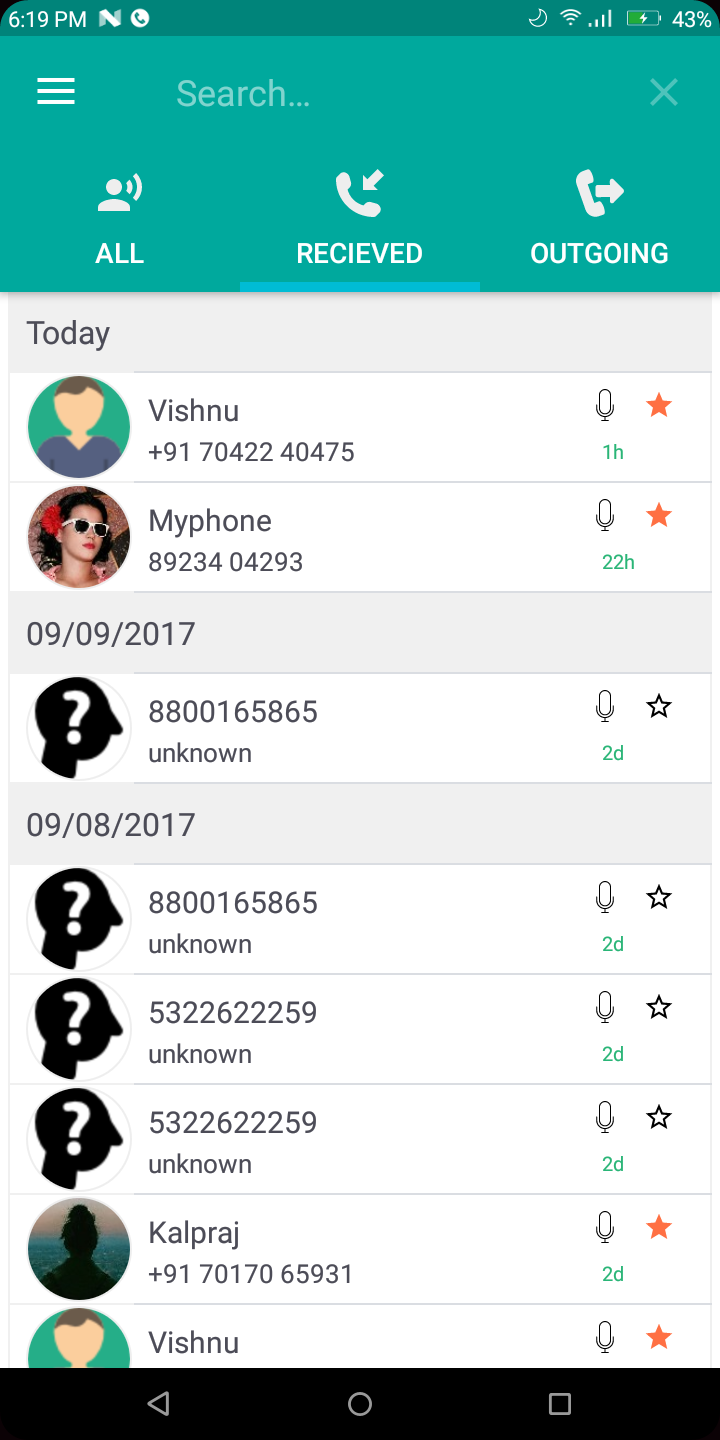 6:19 PM 43%
Search...
ALL RECIEVED OUTGOING
Today
Vishnu
+91 70422 40475 1h
Myphone
89234 04293 22h
09/09/2017
8800165865
unknown 2d
09/08/2017
8800165865
unknown 2d
5322622259
unknown 2d
5322622259
unknown 2d
Kalpraj
+91 70170 65931 2d
Vishnu